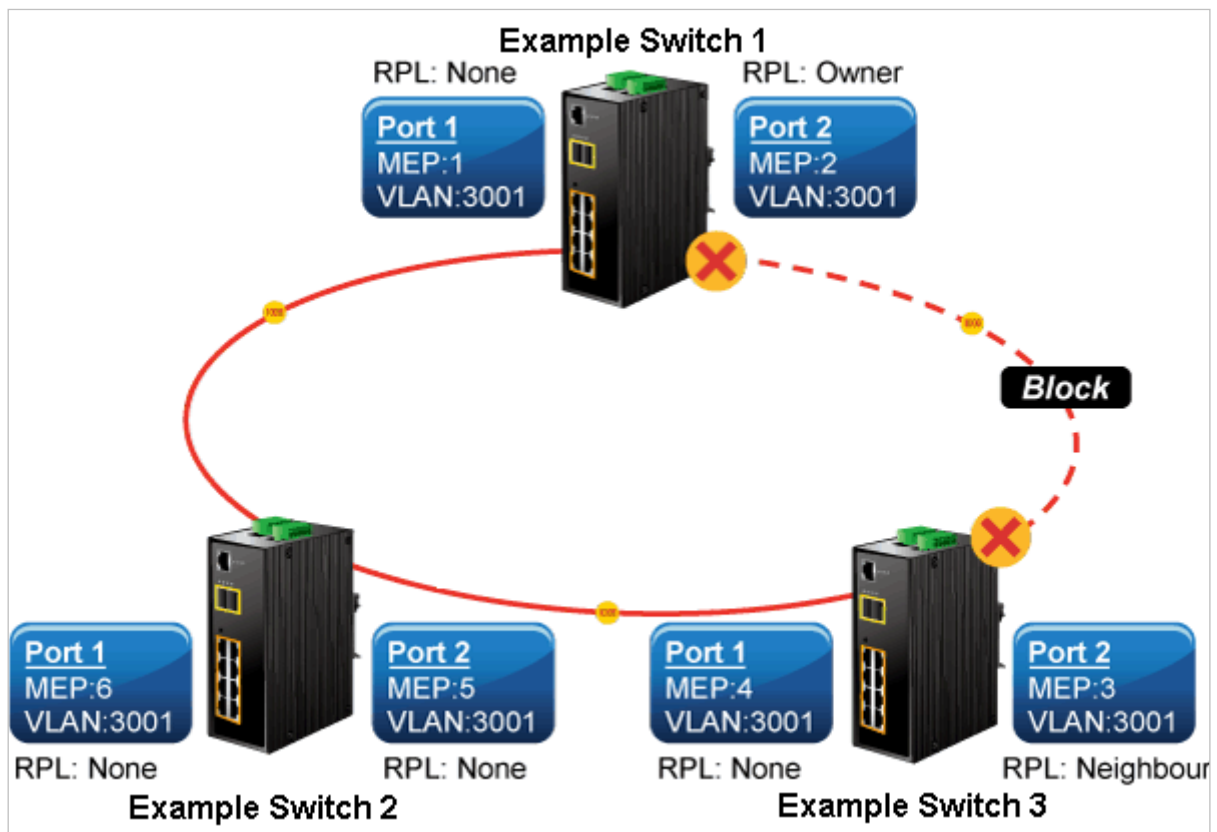 Example Switch 1
RPL: None
RPL: Owner
Port 1
MEP:1
VLAN:3001
Port 2
MEP:2
VLAN:3001
Block
Port 1
MEP:6
VLAN:3001
RPL: None
Port 2
MEP:5
VLAN:3001
RPL: None
Example Switch 2
Port 1
MEP:4
VLAN:3001
RPL: None
Port 2
MEP:3
VLAN:3001
RPL: Neighbour
Example Switch 3